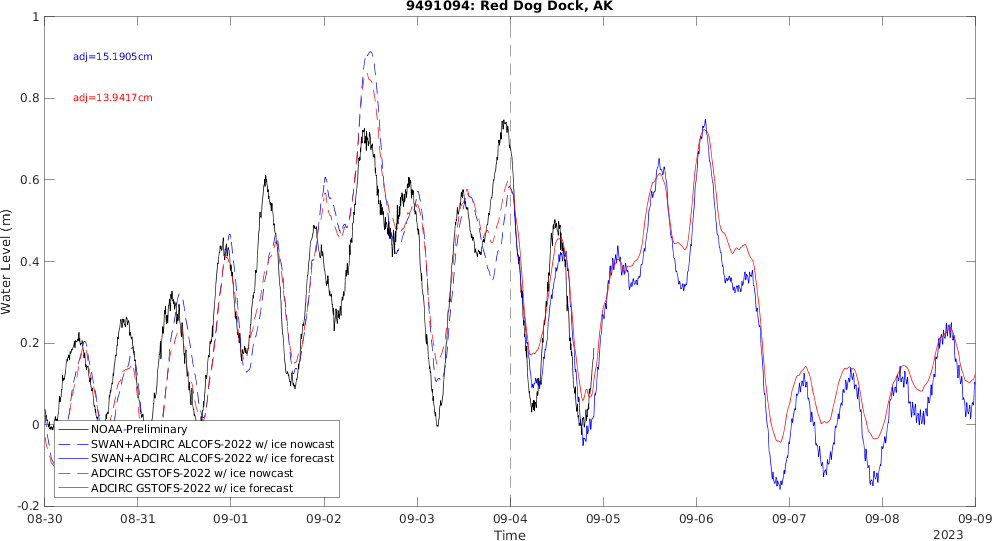 9491094: Red Dog Dock, AK
adj=15.1905cm
adj=13.9417cm
Water Level (m)
1
0.8
0.6
0.4
0.2
0
-0.2
NOAA-Preliminary
SWAN+ADCIRC ALCOFS-2022 w/ ice nowcast
SWAN+ADCIRC ALCOFS-2022 w/ ice forecast
ADCIRC GSTOFS-2022 w/ ice nowcast
ADCIRC GSTOFS-2022 w/ ice forecast
08-30 08-31 09-01 09-02 09-03 09-04 09-05 09-06 09-07 09-08 09-09
Time
2023